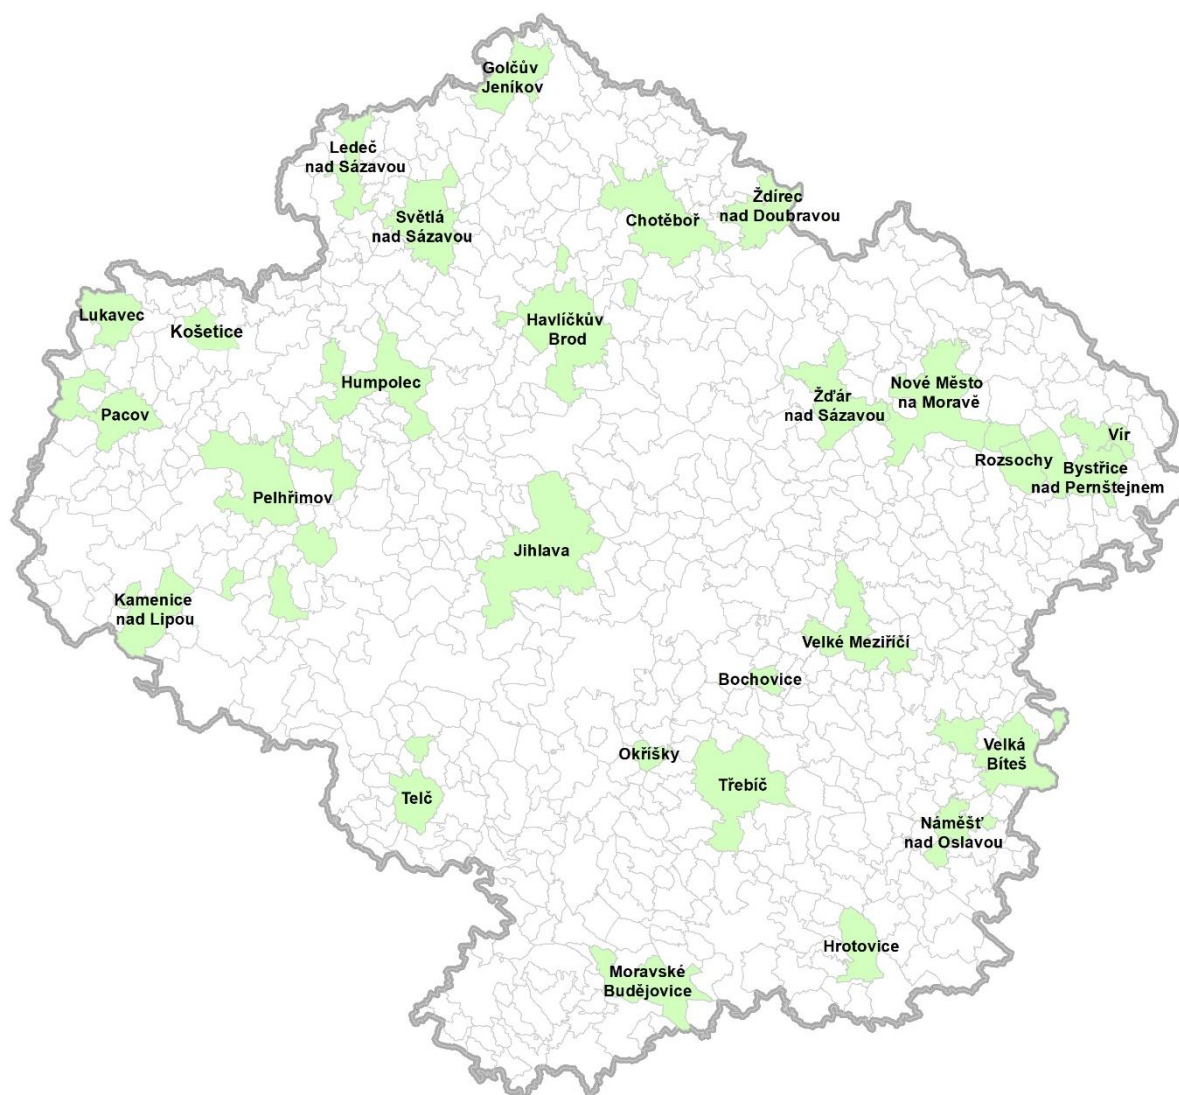 Golčův
Jeníkov
Ledeč
nad Sázavou
Světlá
nad Sázavou
Chotěboř
Ždírec
nad Doubravou
Lukavec
Košetice
Havlíčkův
Brod
Humpolec
Pacov
Žďár
nad Sázavou
Nové Město
na Moravě
Vír
Rozsochy
Bystřice
nad Pernštejnem
Pelhřimov
Jihlava
Kamenice
nad Lipou
Velké Meziříčí
Bochovice
Okříšky
Třebíč
Velká
Bíteš
Telč
Náměšť
nad Oslavou
Hrotovice
Moravské
Budějovice